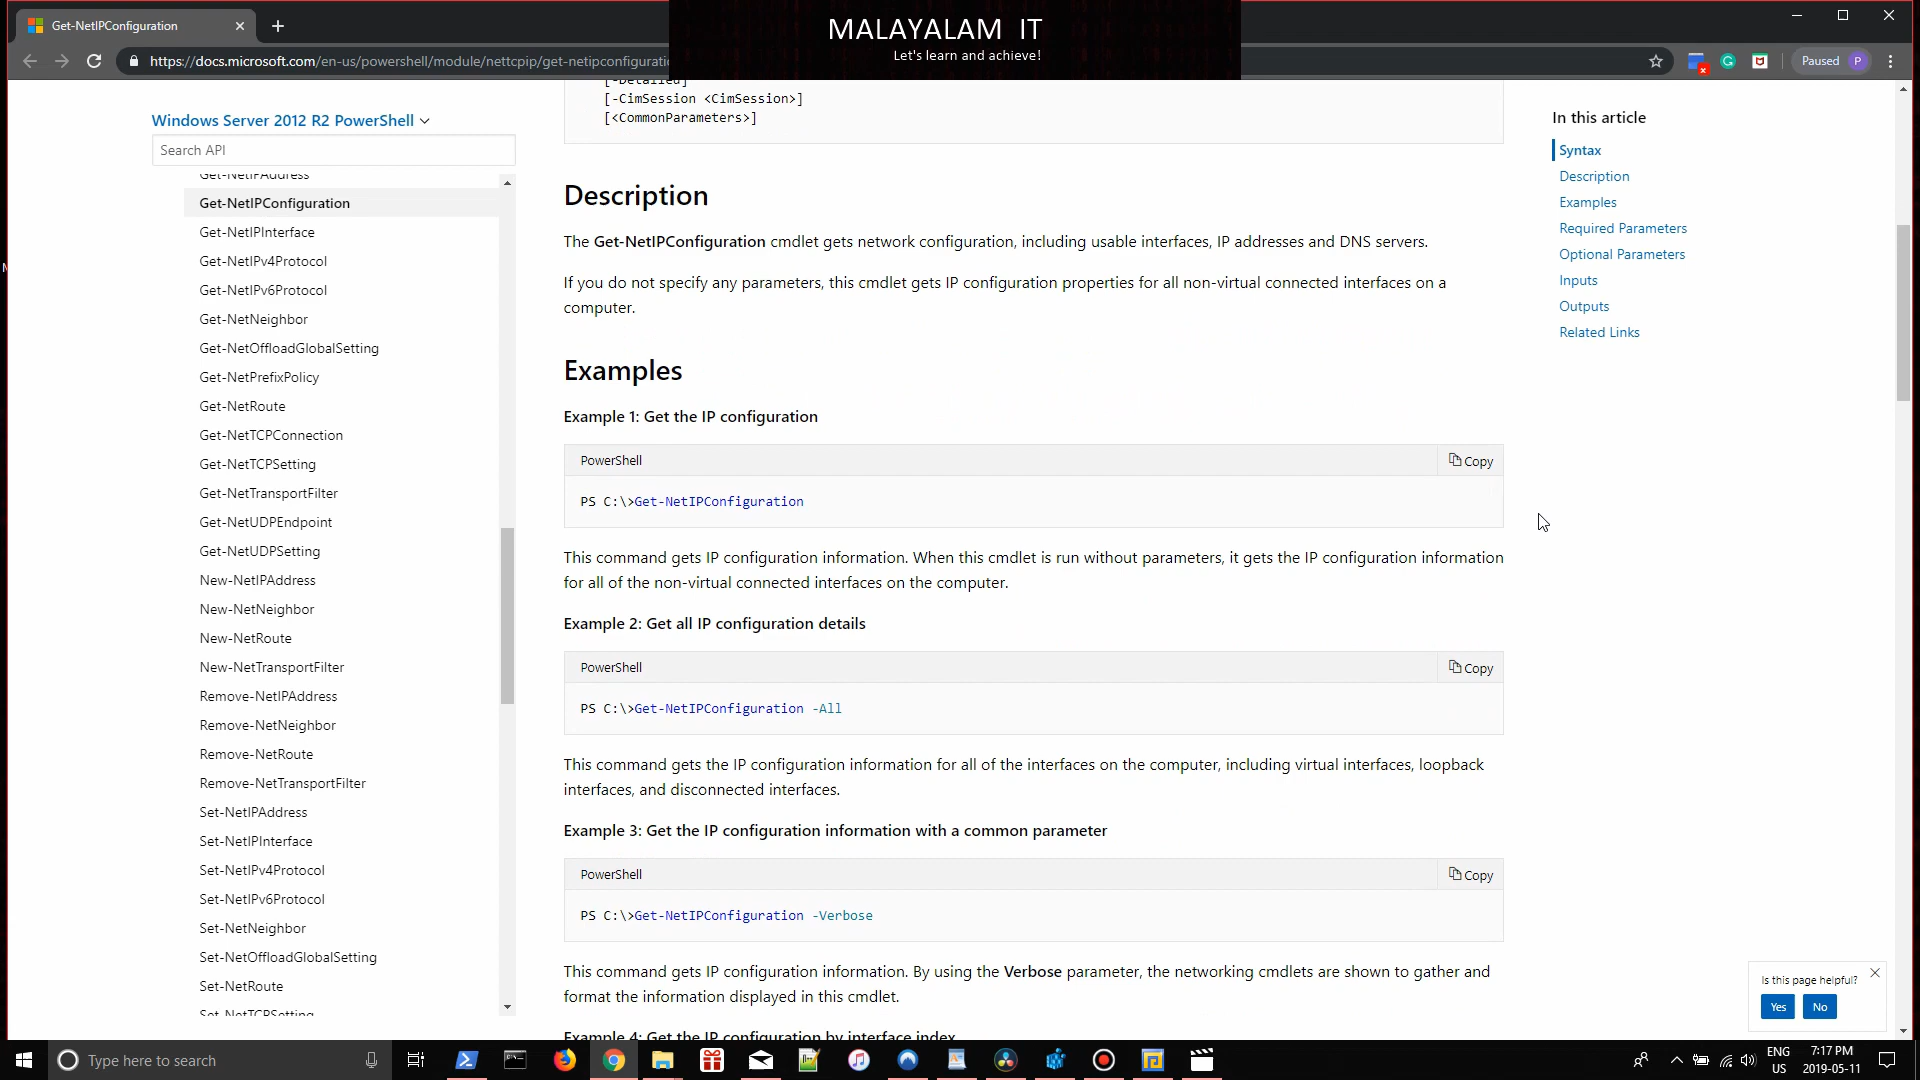 Get-NetIPConfiguration
MALAYALAM IT
Let's learn and achieve!
https://docs.microsoft.com/en-us/powershell/module/nettcpip/get-netipconfigurati
Paused P
Windows Server 2012 R2 PowerShell
Search API
Get-NetIPAddress
Get-NetIPConfiguration
Get-NetIPInterface
Get-NetIPv4Protocol
Get-NetIPv6Protocol
Get-NetNeighbor
Get-NetOffloadGlobalSetting
Get-NetPrefixPolicy
Get-NetRoute
Get-NetTCPConnection
Get-NetTCPSetting
Get-NetTransportFilter
Get-NetUDPEndpoint
Get-NetUDPSetting
New-NetIPAddress
New-NetNeighbor
New-NetRoute
New-NetTransportFilter
Remove-NetIPAddress
Remove-NetNeighbor
Remove-NetRoute
Remove-NetTransportFilter
Set-NetIPAddress
Set-NetIPInterface
Set-NetIPv4Protocol
Set-NetIPv6Protocol
Set-NetNeighbor
Set-NetOffloadGlobalSetting
Set-NetRoute
Set-NetTCPSetting
[-Detailed]
[-CimSession <CimSession>]
[<CommonParameters>]
Description
The Get-NetIPConfiguration cmdlet gets network configuration, including usable interfaces, IP addresses and DNS servers.
If you do not specify any parameters, this cmdlet gets IP configuration properties for all non-virtual connected interfaces on a
computer.
Examples
Example 1: Get the IP configuration
PowerShell
Copy
PS C:\>Get-NetIPConfiguration
This command gets IP configuration information. When this cmdlet is run without parameters, it gets the IP configuration information
for all of the non-virtual connected interfaces on the computer.
Example 2: Get all IP configuration details
PowerShell
Copy
PS C:\>Get-NetIPConfiguration -All
This command gets the IP configuration information for all of the interfaces on the computer, including virtual interfaces, loopback
interfaces, and disconnected interfaces.
Example 3: Get the IP configuration information with a common parameter
PowerShell
Copy
PS C:\>Get-NetIPConfiguration -Verbose
This command gets IP configuration information. By using the Verbose parameter, the networking cmdlets are shown to gather and
format the information displayed in this cmdlet.
Example 4: Get the IP configuration by interface index
In this article
Syntax
Description
Examples
Required Parameters
Optional Parameters
Inputs
Outputs
Related Links
Is this page helpful?
Yes
No
Type here to search
ENG
US
7:17 PM
2019-05-11